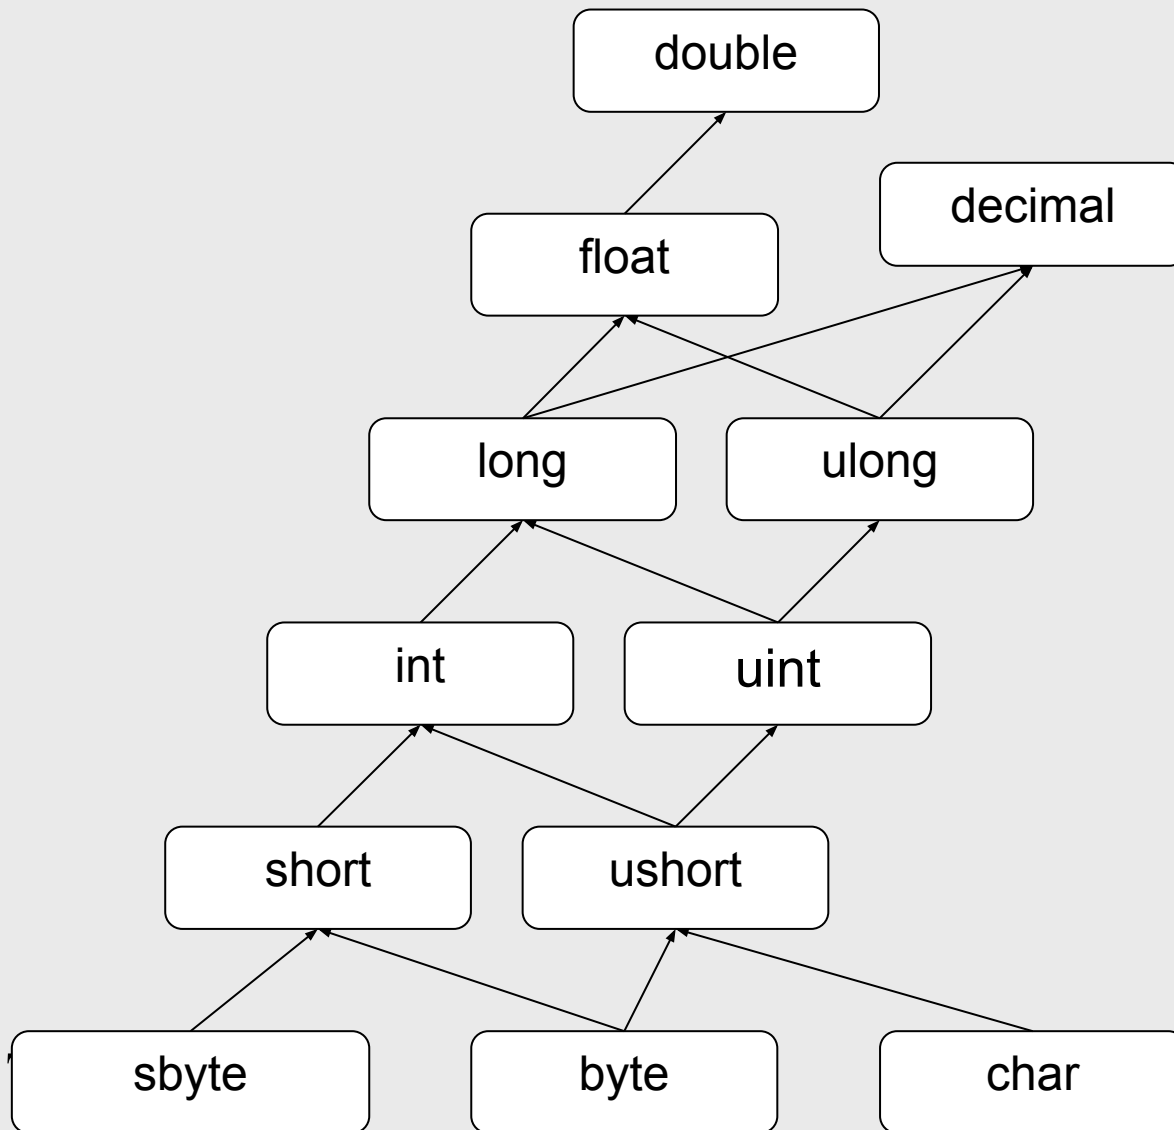 double
decimal
float
long
ulong
int
uint
short
ushort
sbyte
byte
char